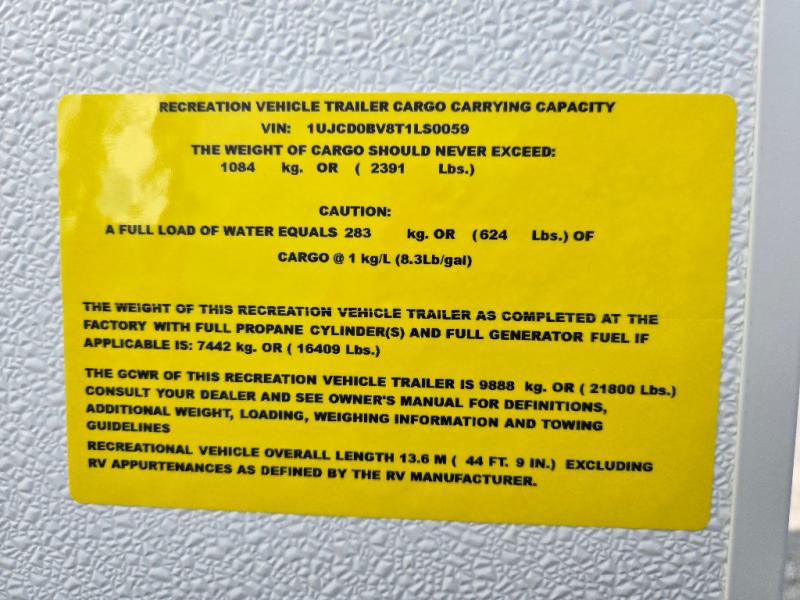 RECREATION VEHICLE TRAILER CARGO CARRYING CAPACITY
VIN: 1UJCD0BV8T1LS0059
THE WEIGHT OF CARGO SHOULD NEVER EXCEED:
1084 kg. OR ( 2391 Lbs.)
CAUTION:
A FULL LOAD OF WATER EQUALS 283 kg. OR (624 Lbs.) OF
CARGO @ 1 kg/L (8.3Lb/gal)
THE WEIGHT OF THIS RECREATION VEHICLE TRAILER AS COMPLETED AT THE
FACTORY WITH FULL PROPANE CYLINDER(S) AND FULL GENERATOR FUEL IF
APPLICABLE IS: 7442 kg. OR ( 16409 Lbs.)
THE GCWR OF THIS RECREATION VEHICLE TRAILER IS 9888 kg. OR ( 21800 Lbs.)
CONSULT YOUR DEALER AND SEE OWNER'S MANUAL FOR DEFINITIONS,
ADDITIONAL WEIGHT, LOADING, WEIGHING INFORMATION AND TOWING
GUIDELINES
RECREATIONAL VEHICLE OVERALL LENGTH 13.6 M ( 44 FT. 9 IN.) EXCLUDING
RV APPURTENANCES AS DEFINED BY THE RV MANUFACTURER.